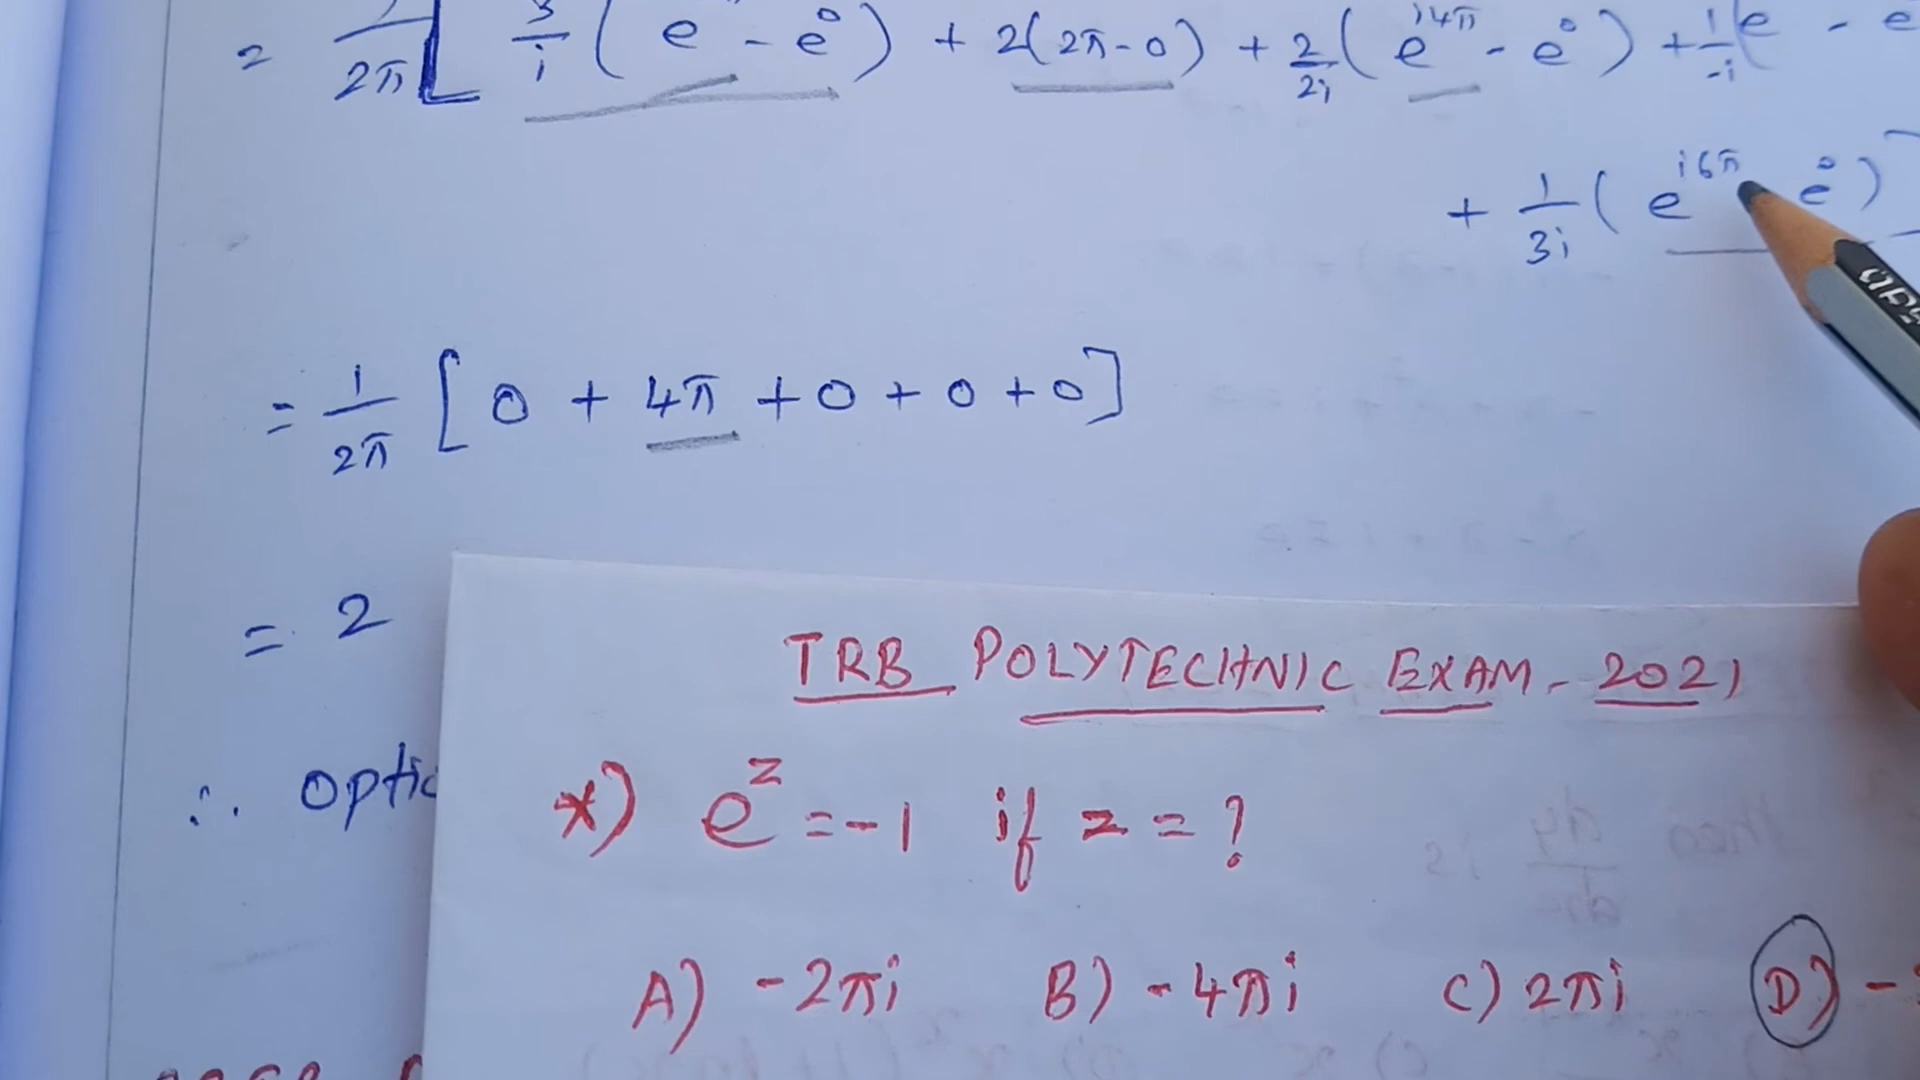 = /2π [ 3/i ( e - e⁰ ) + 2(2π-0) + 2/2i ( e^i4π - e⁰ ) + 1/-i ( e - e
+ 1/3i ( e^i6π e⁰ )
= 1/2π [ 0 + 4π + 0 + 0 + 0 ]
= 2
∴ optio
TRB POLYTECHNIC EXAM - 2021
*) e^z = -1 if z = ?
A) -2πi B) -4πi C) 2πi D) -